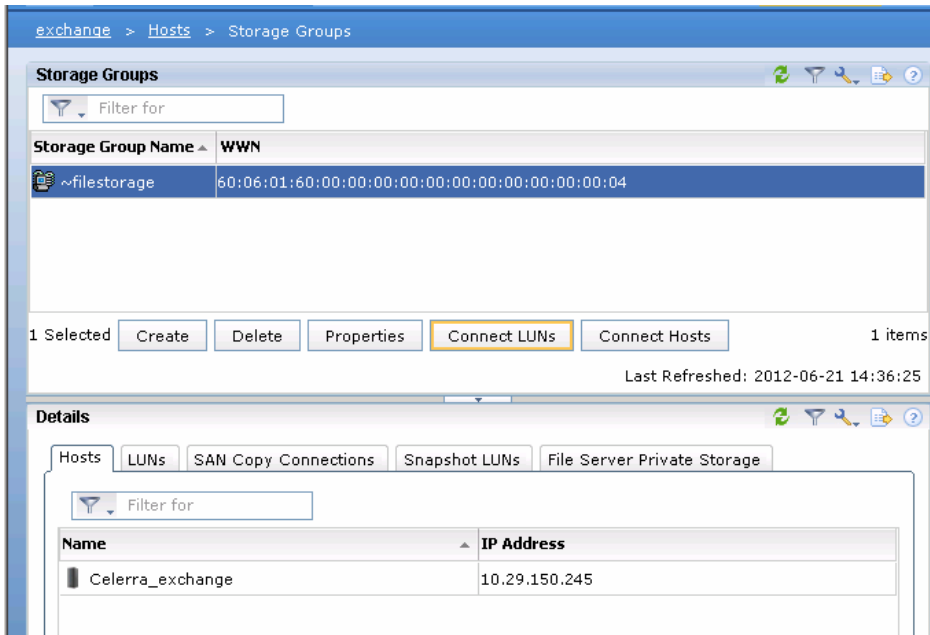 exchange > Hosts > Storage Groups
Storage Groups
Filter for
Storage Group Name WWN
~filestorage 60:06:01:60:00:00:00:00:00:00:00:00:00:00:00:04
1 Selected Create Delete Properties Connect LUNs Connect Hosts 1 items
Last Refreshed: 2012-06-21 14:36:25
Details
Hosts LUNs SAN Copy Connections Snapshot LUNs File Server Private Storage
Filter for
Name IP Address
Celerra_exchange 10.29.150.245